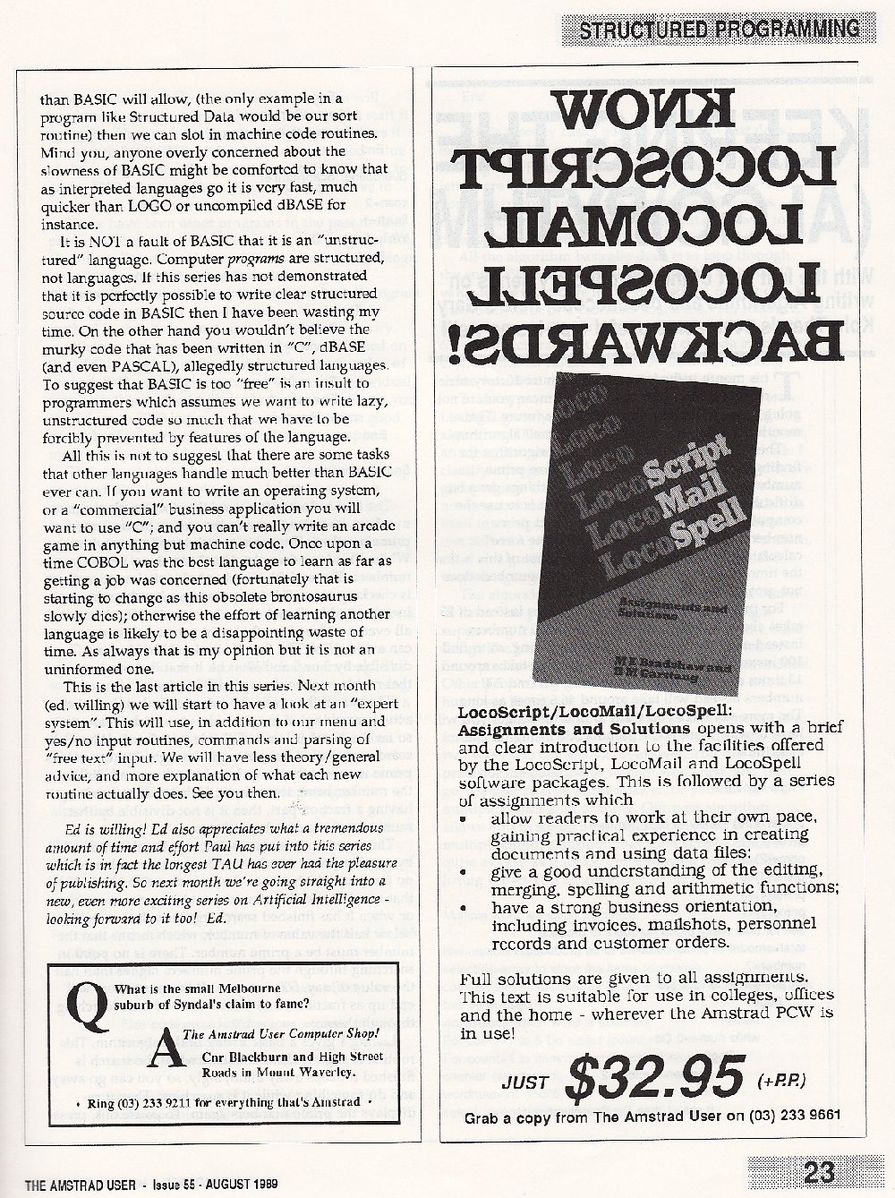 STRUCTURED PROGRAMMING
than BASIC will allow, (the only example in a
program like Structured Data would be our sort
routine) then we can slot in machine code routines.
Mind you, anyone overly concerned about the
slowness of BASIC might be comforted to know that
as interpreted languages go it is very fast, much
quicker than LOGO or uncompiled dBASE for
instance.
It is NOT a fault of BASIC that it is an "unstruc-
tured" language. Computer programs are structured,
not languages. If this series has not demonstrated
that it is perfectly possible to write clear structured
source code in BASIC then I have been wasting my
time. On the other hand you wouldn't believe the
murky code that has been written in "C", dBASE
(and even PASCAL), allegedly structured languages.
To suggest that BASIC is too "free" is an insult to
programmers which assumes we want to write lazy,
unstructured code so much that we have to be
forcibly prevented by features of the language.
All this is not to suggest that there are some tasks
that other languages handle much better than BASIC
ever can. If you want to write an operating system,
or a "commercial" business application you will
want to use "C"; and you can't really write an arcade
game in anything but machine code. Once upon a
time COBOL was the best language to learn as far as
getting a job was concerned (fortunately that is
starting to change as this obsolete brontosaurus
slowly dies); otherwise the effort of learning another
language is likely to be a disappointing waste of
time. As always that is my opinion but it is not an
uninformed one.
This is the last article in this series. Next month
(ed. willing) we will start to have a look at an "expert
system". This will use, in addition to our menu and
yes/no input routines, commands and parsing of
"free text" input. We will have less theory/general
advice, and more explanation of what each new
routine actually does. See you then.
Ed is willing! Ed also appreciates what a tremendous
amount of time and effort Paul has put into this series
which is in fact the longest TAU has ever had the pleasure
of publishing. So next month we're going straight into a
new, even more exciting series on Artificial Intelligence -
looking forward to it too! Ed.
Q What is the small Melbourne
suburb of Syndal's claim to fame?
A The Amstrad User Computer Shop!
Cnr Blackburn and High Street
Roads in Mount Waverley.
• Ring (03) 233 9211 for everything that's Amstrad •
KNOW
LOCOSCRIPT
LOCOMAIL
LOCOSPELL
BACKWARDS!
Loco
Loco
Loco
LocoScript
LocoMail
LocoSpell
Assignments and
Solutions
M E Bradshaw and
B M Garstang
LocoScript/LocoMail/LocoSpell:
Assignments and Solutions opens with a brief
and clear introduction to the facilities offered
by the LocoScript, LocoMail and LocoSpell
software packages. This is followed by a series
of assignments which
• allow readers to work at their own pace,
gaining practical experience in creating
documents and using data files;
• give a good understanding of the editing,
merging, spelling and arithmetic functions;
• have a strong business orientation,
including invoices, mailshots, personnel
records and customer orders.
Full solutions are given to all assignments.
This text is suitable for use in colleges, offices
and the home - wherever the Amstrad PCW is
in use!
JUST $32.95 (+P.P.)
Grab a copy from The Amstrad User on (03) 233 9661
THE AMSTRAD USER - Issue 55 - AUGUST 1989
23